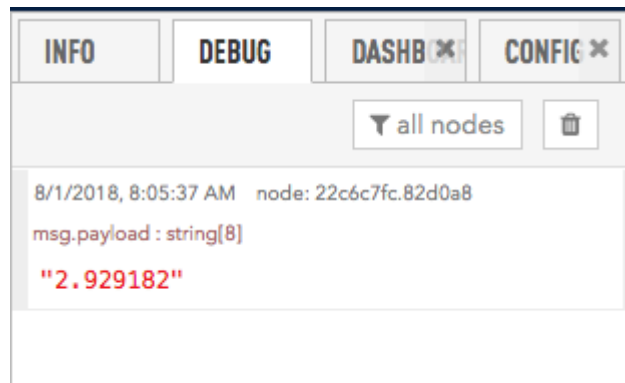 INFO DEBUG DASHB CONFIG
all nodes
8/1/2018, 8:05:37 AM node: 22c6c7fc.82d0a8
msg.payload : string[8]
"2.929182"